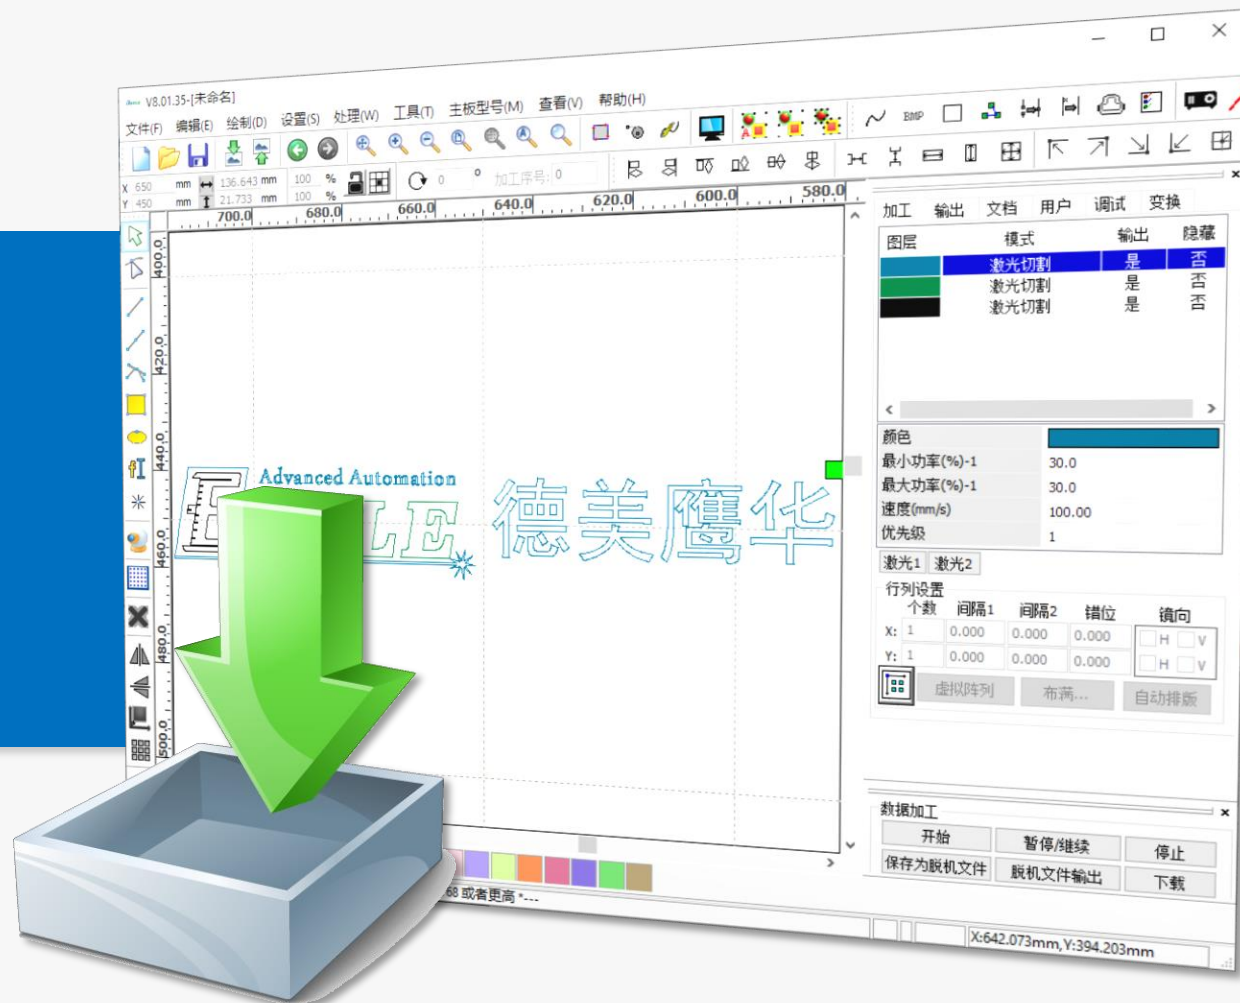 V8.01.35-[未命名]
文件(F) 编辑(E) 绘制(D) 设置(S) 处理(W) 工具(T) 主板型号(M) 查看(V) 帮助(H)
BMP
X 650 mm 136.643 mm 100 % 0 ° 加工序号: 0
Y 450 mm 21.733 mm 100 %
700.0 680.0 660.0 640.0 620.0 600.0 580.0
400.0
420.0
440.0
460.0
480.0
500.0
Advanced Automation
德美鹰华
加工 输出 文档 用户 调试 变换
图层 模式 输出 隐藏
激光切割 是 否
激光切割 是 否
激光切割 是 否
颜色
最小功率(%)-1 30.0
最大功率(%)-1 30.0
速度(mm/s) 100.00
优先级 1
激光1 激光2
行列设置
个数 间隔1 间隔2 错位 镜向
X: 1 0.000 0.000 0.000 H V
Y: 1 0.000 0.000 0.000 H V
虚拟阵列 布满... 自动排版
数据加工
开始 暂停/继续 停止
保存为脱机文件 脱机文件输出 下载
68 或者更高 *---
X:642.073mm,Y:394.203mm